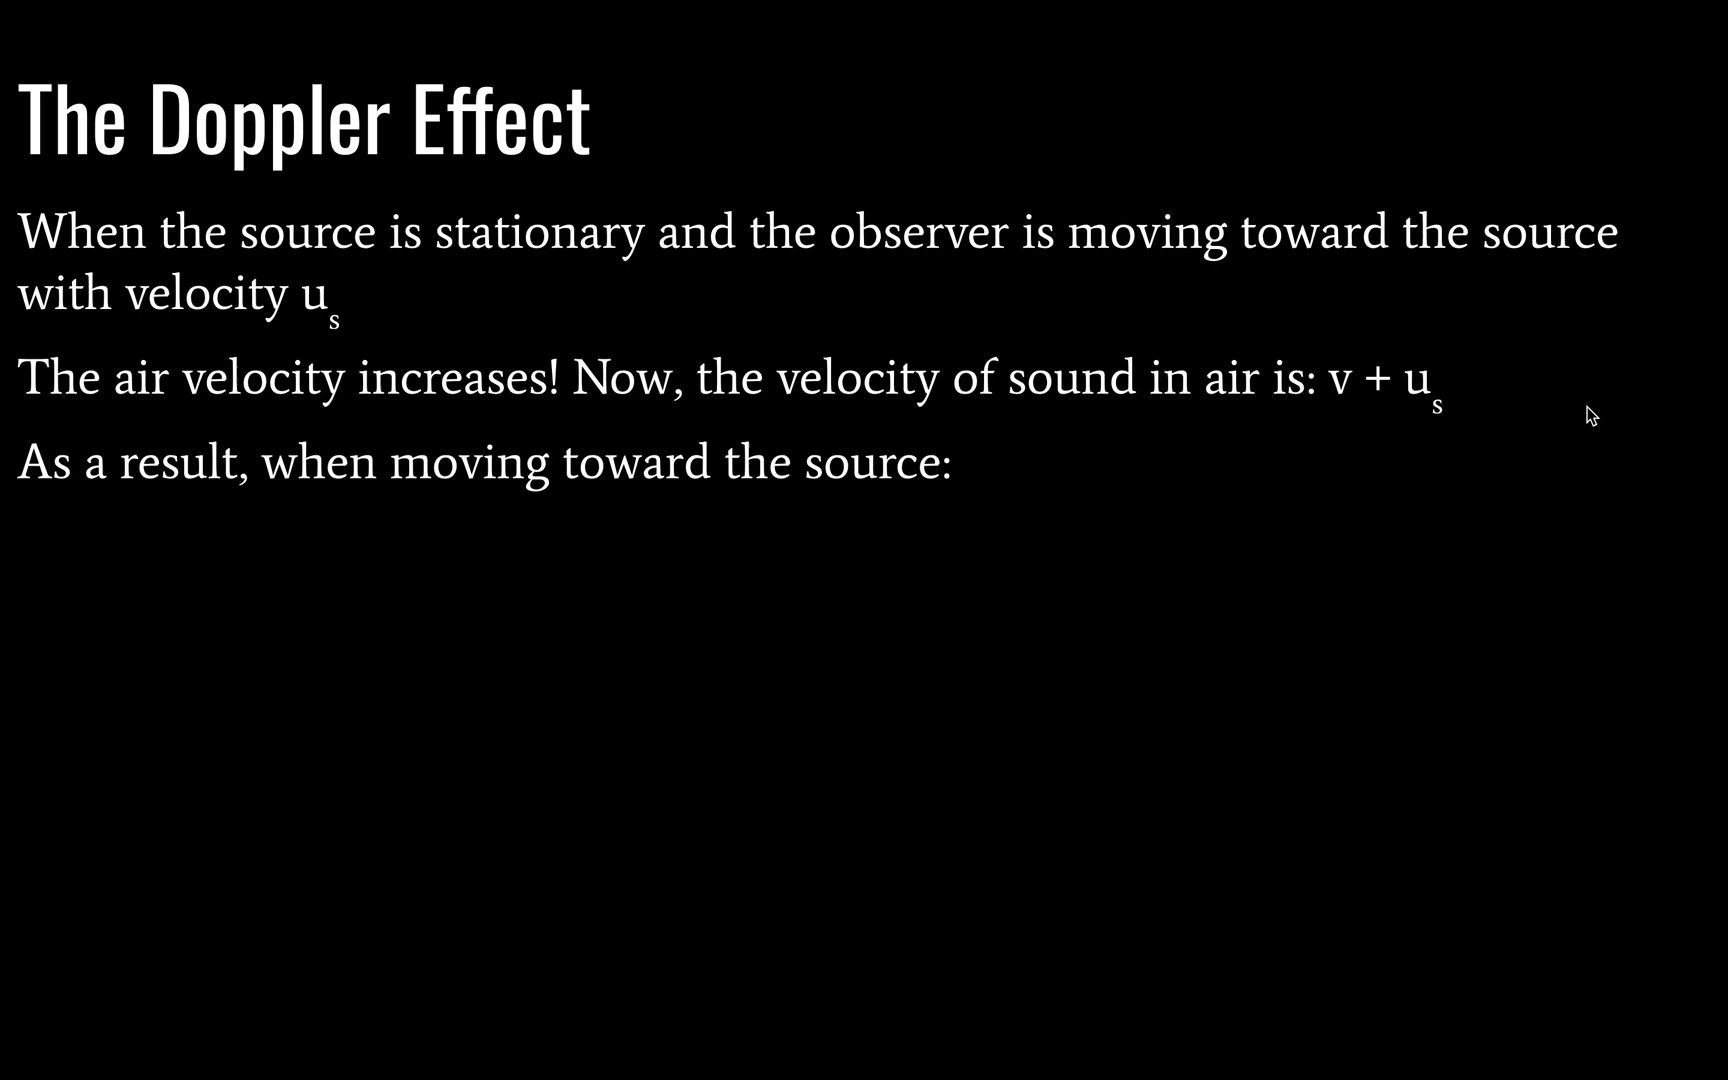 The Doppler Effect
When the source is stationary and the observer is moving toward the source
with velocity uₛ
The air velocity increases! Now, the velocity of sound in air is: v + uₛ
As a result, when moving toward the source: